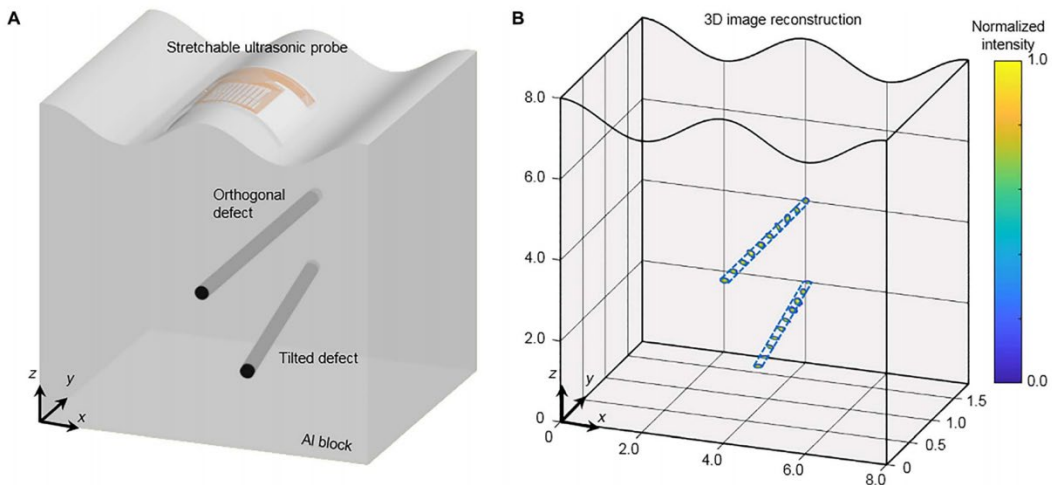 A
Stretchable ultrasonic probe
Orthogonal
defect
Tilted defect
Al block
z
y
x
B
3D image reconstruction
Normalized
intensity
1.0
0.0
8.0
6.0
4.0
2.0
0
z
y
x
0
2.0
4.0
6.0
8.0
0
0.5
1.0
1.5